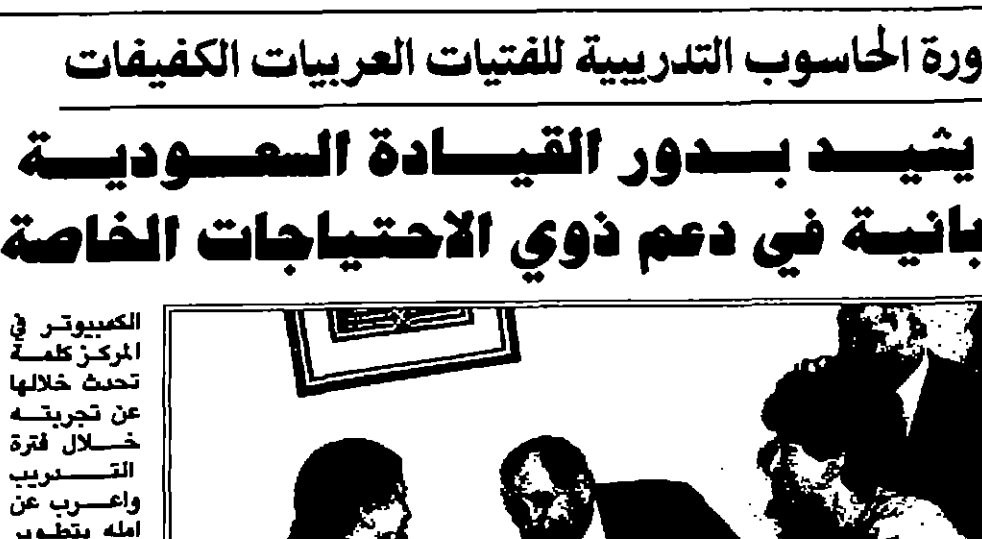 ورة الحاسوب التدريبية للفتيات العربيات الكفيفات
يشيد بدور القيادة السعودية
بانية في دعم ذوي الاحتياجات الخاصة
الكمبيوتر في
المركز كلمة
تحدث خلالها
عن تجربته
خلال فترة
التدريب
واعرب عن
امله بتطوير